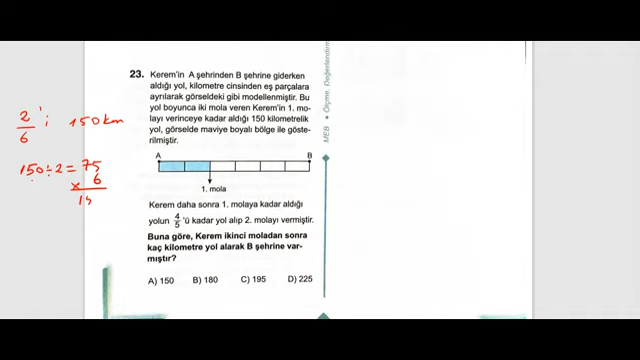 23. Kerem'in A şehrinden B şehrine giderken
aldığı yol, kilometre cinsinden eş parçalara
ayrılarak görseldeki gibi modellenmiştir. Bu
yol boyunca iki mola veren Kerem'in 1. mo-
layı verinceye kadar aldığı 150 kilometrelik
yol, görselde maviye boyalı bölge ile göste-
rilmiştir.
A B
1. mola
Kerem daha sonra 1. molaya kadar aldığı
yolun 4/5 'ü kadar yol alıp 2. molayı vermiştir.
Buna göre, Kerem ikinci moladan sonra
kaç kilometre yol alarak B şehrine var-
mıştır?
A) 150 B) 180 C) 195 D) 225
2/6 'i 150 km
150÷2=75
x 6
MEB • Ölçme, Değerlendirm